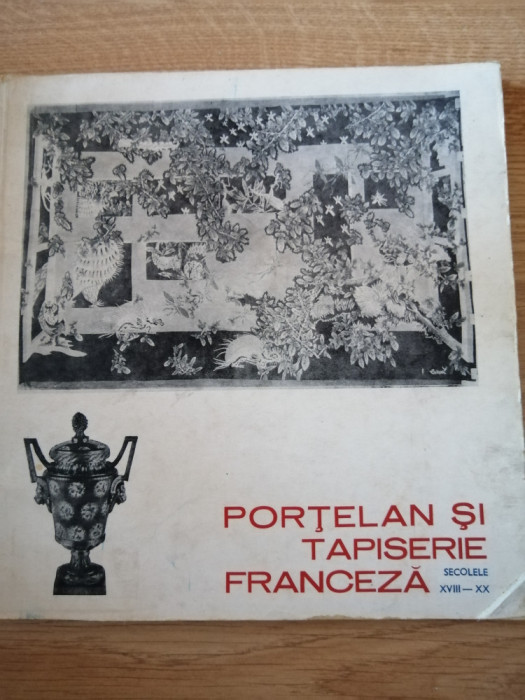 PORŢELAN ŞI
TAPISERIE
FRANCEZĂ
SECOLELE
XVIII — XX